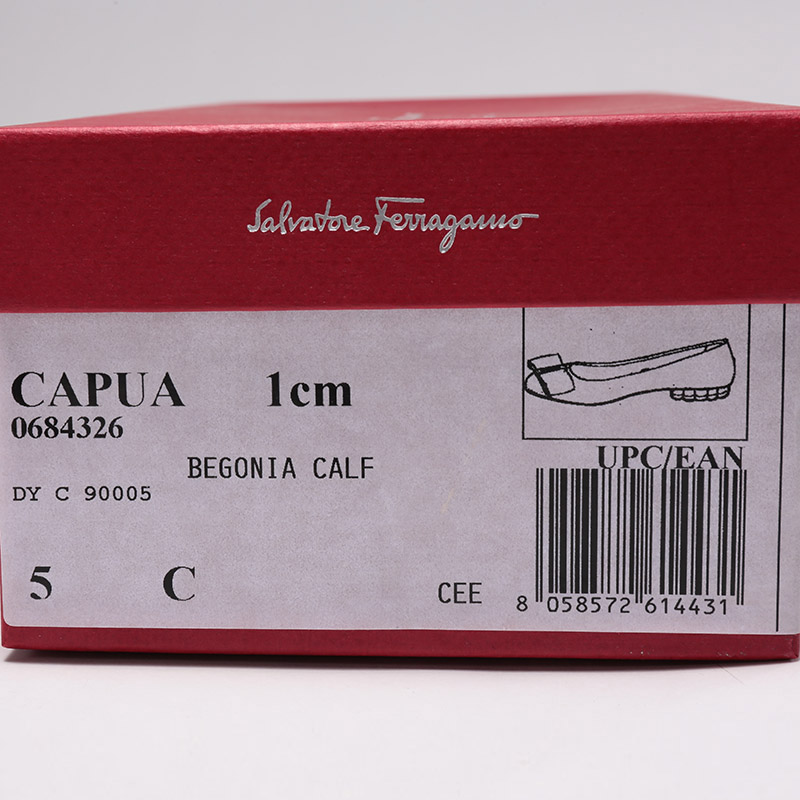 Salvatore Ferragamo
CAPUA 1cm
0684326
BEGONIA CALF
DY C 90005
5 C
CEE
UPC/EAN
8 058572 614431